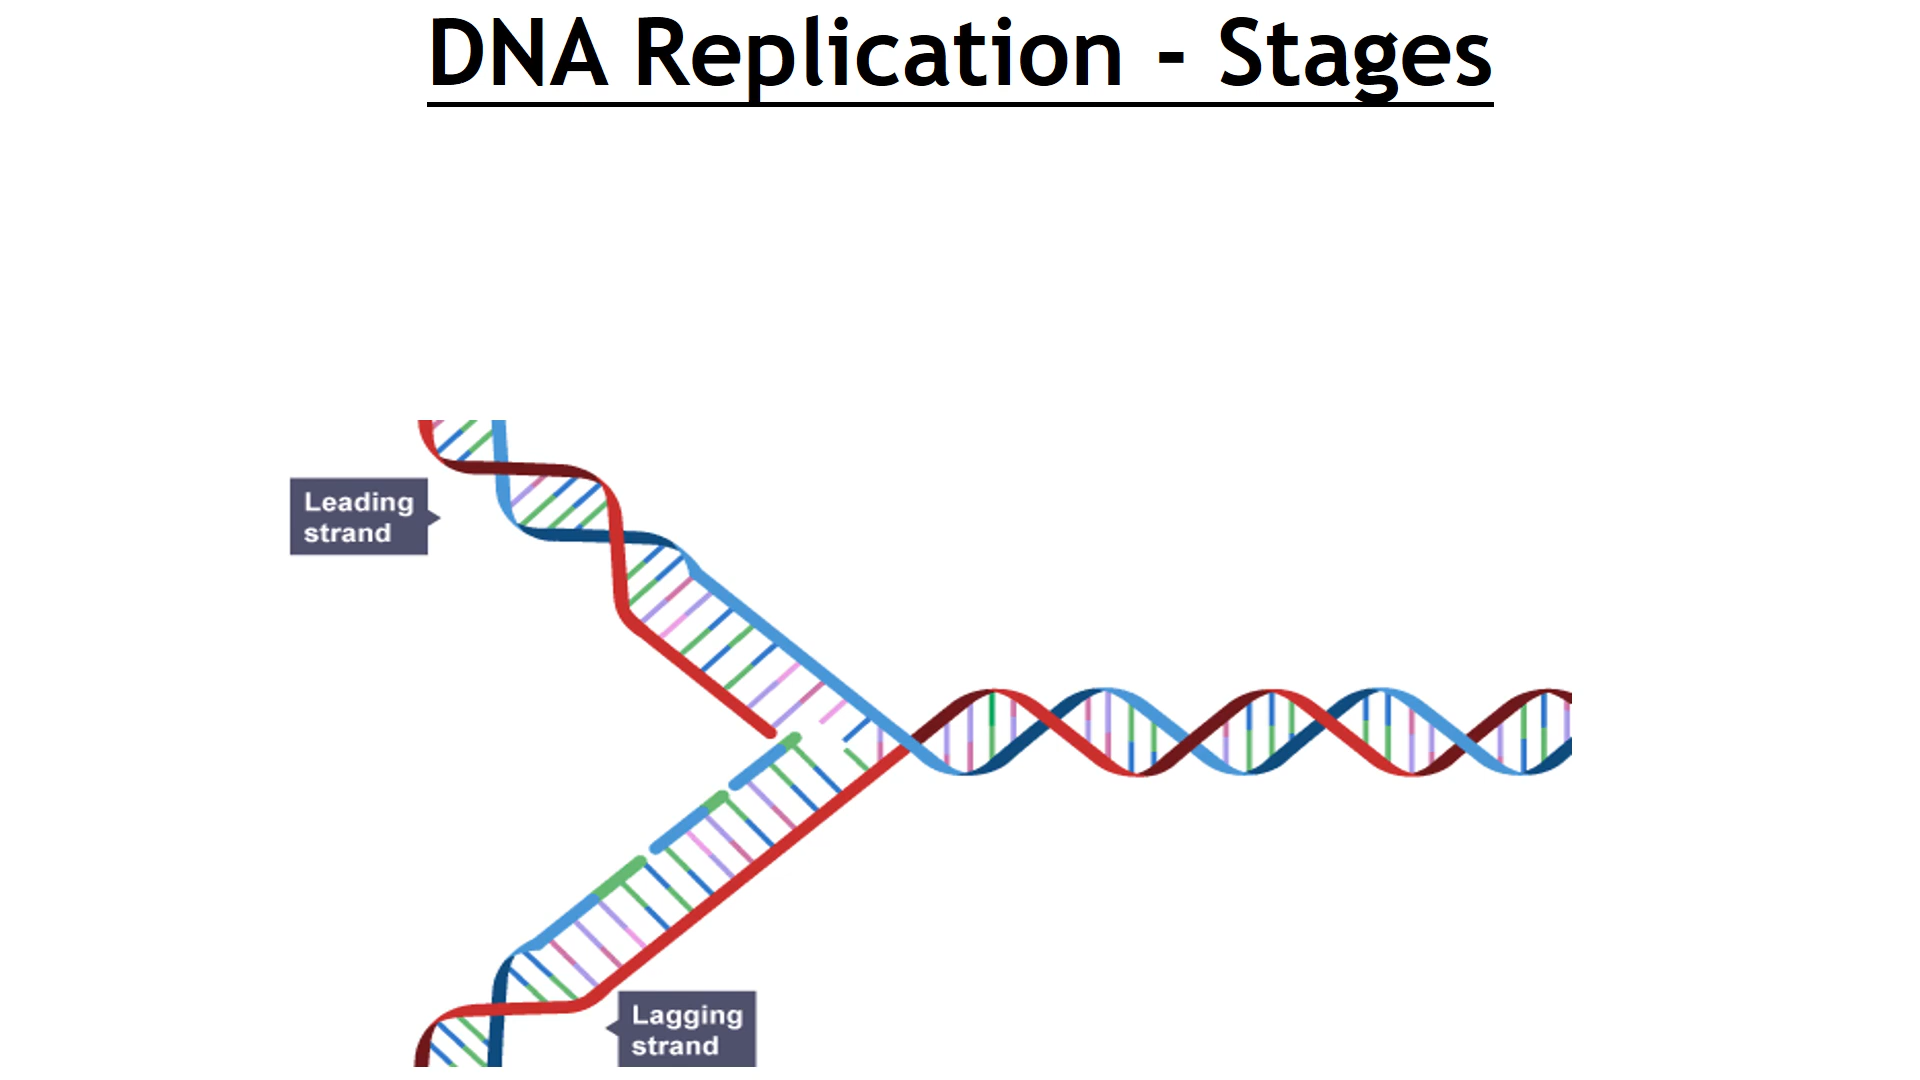 DNA Replication - Stages
Leading
strand
Lagging
strand